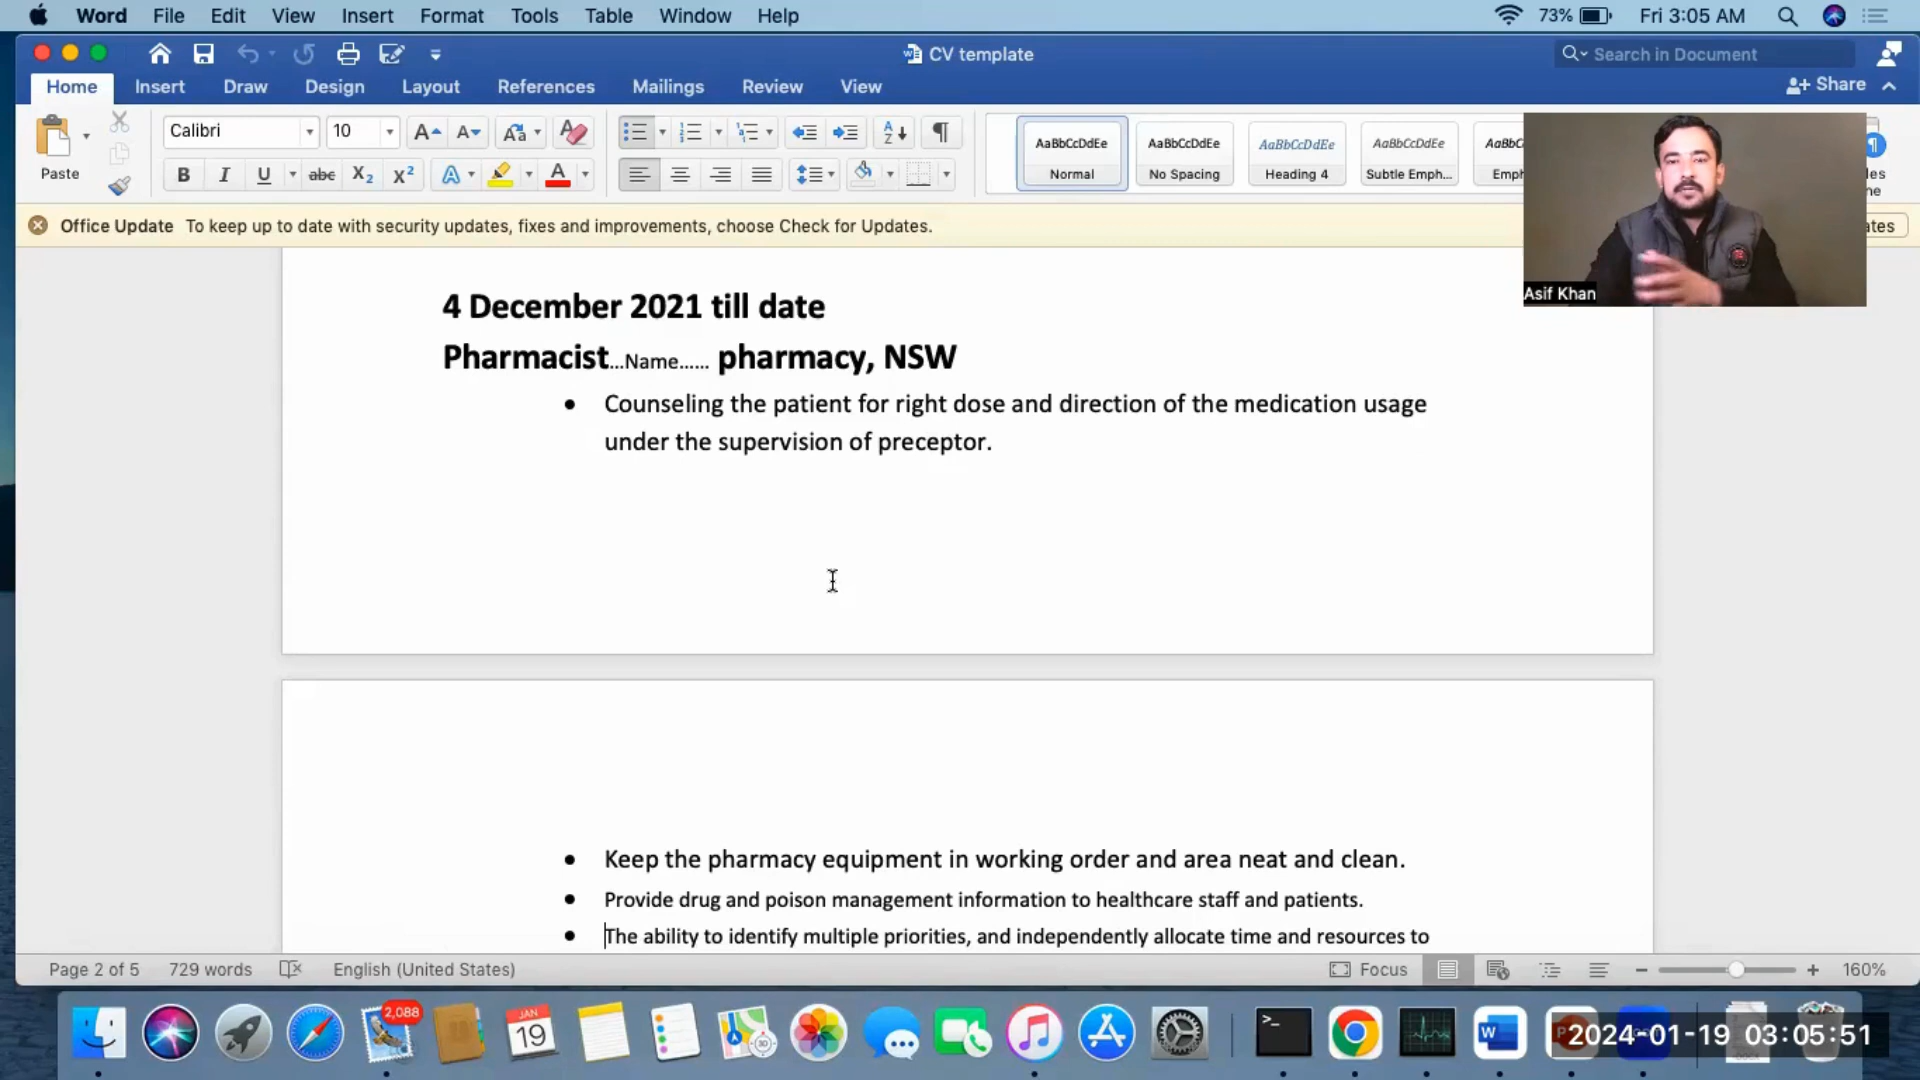 Word File Edit View Insert Format Tools Table Window Help 73% Fri 3:05 AM
CV template Search in Document
Home Insert Draw Design Layout References Mailings Review View Share
Paste Calibri 10 Aa
B I U abc X₂ X² A A
AaBbCcDdEe AaBbCcDdEe AaBbCcDdEe AaBbCcDdEe
Normal No Spacing Heading 4 Subtle Emph...
Office Update To keep up to date with security updates, fixes and improvements, choose Check for Updates.
Asif Khan
4 December 2021 till date
Pharmacist...Name...... pharmacy, NSW
• Counseling the patient for right dose and direction of the medication usage
under the supervision of preceptor.
• Keep the pharmacy equipment in working order and area neat and clean.
• Provide drug and poison management information to healthcare staff and patients.
• The ability to identify multiple priorities, and independently allocate time and resources to
Page 2 of 5 729 words English (United States) Focus 160%
2,088
JAN
19
2024-01-19 03:05:51